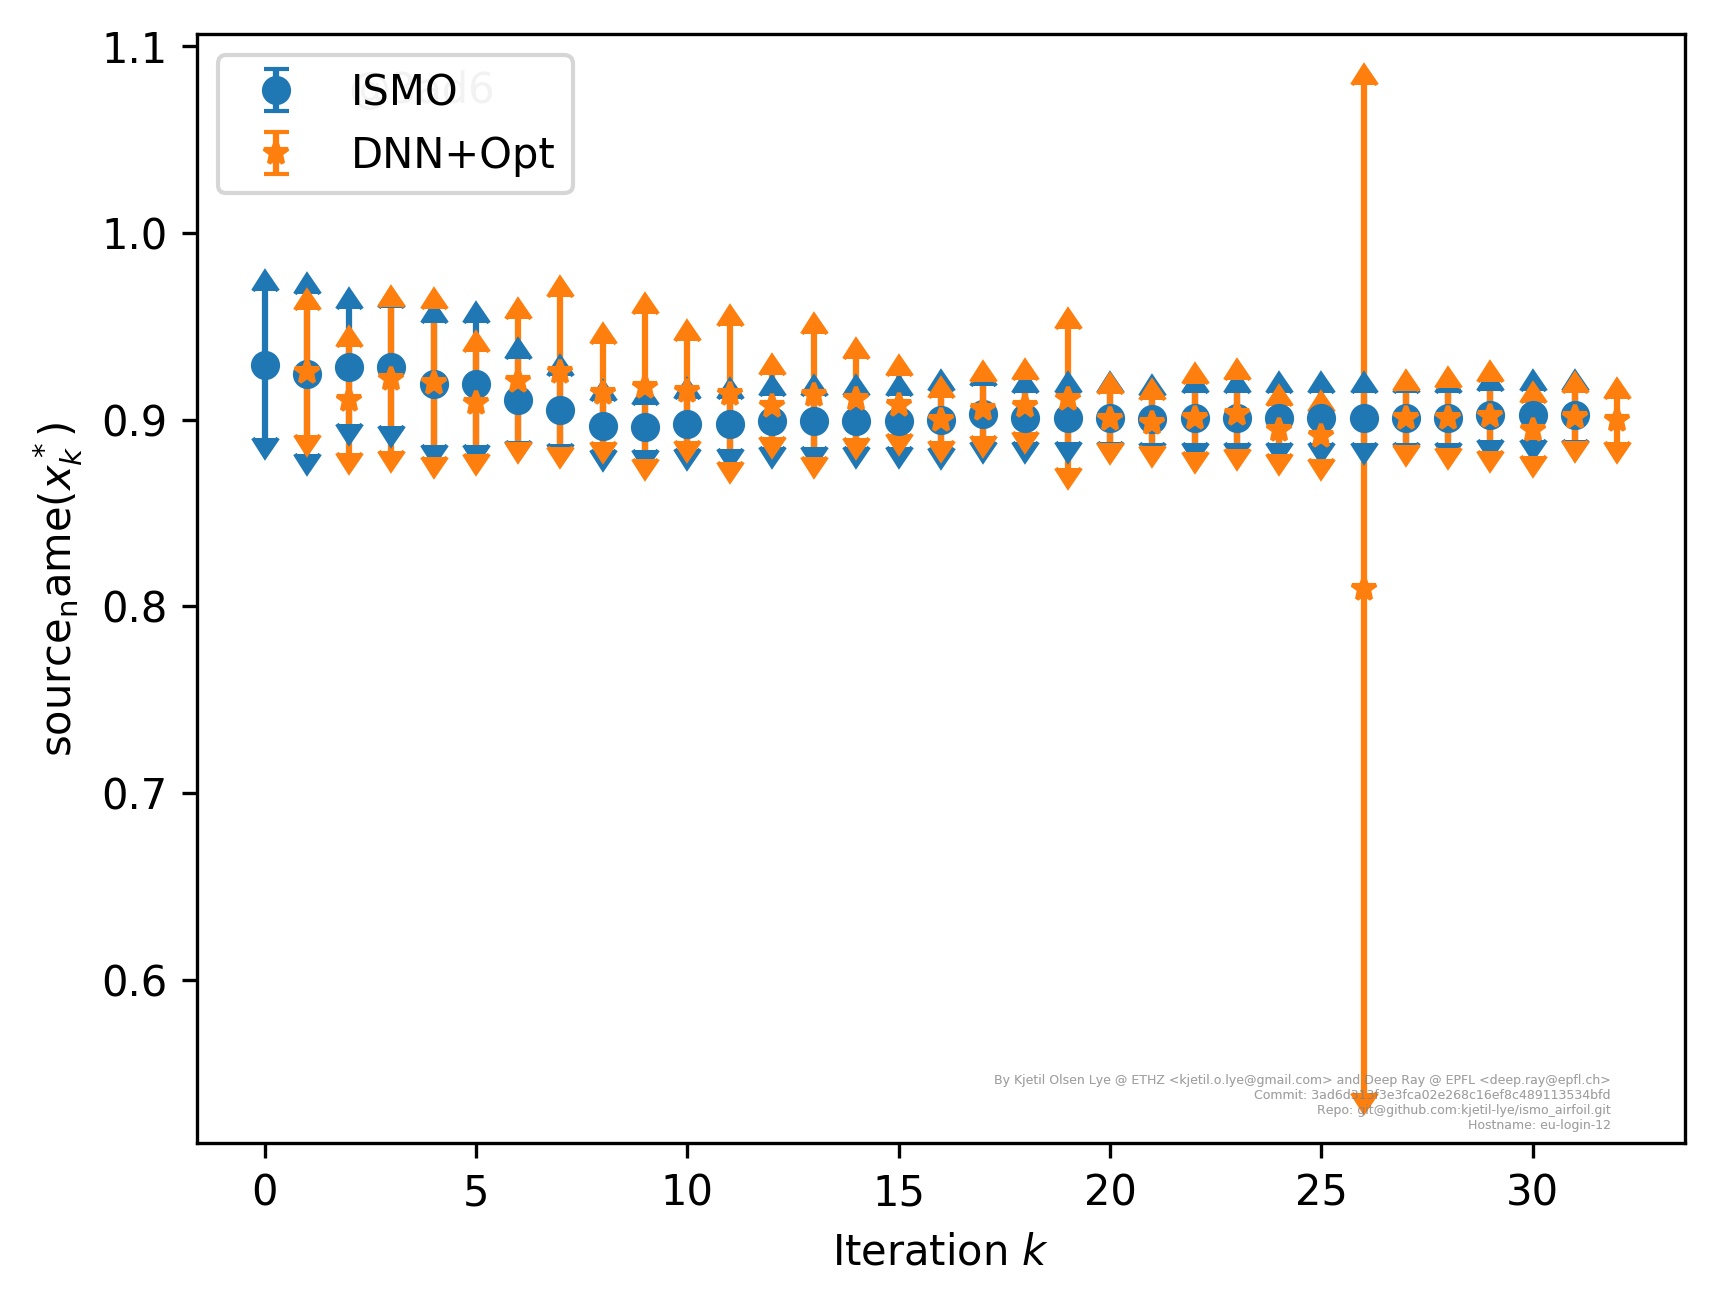 1.1
1.0
0.9
0.8
0.7
0.6
0
5
10
15
20
25
30
ISMO
DNN+Opt
source_name(x_k^*)
Iteration k
By Kjetil Olsen Lye @ ETHZ <kjetil.o.lye@gmail.com> and Deep Ray @ EPFL <deep.ray@epfl.ch>
Commit: 3ad6d313f3e3fca02e268c16ef8c489113534bfd
Repo: git@github.com:kjetil-lye/ismo_airfoil.git
Hostname: eu-login-12